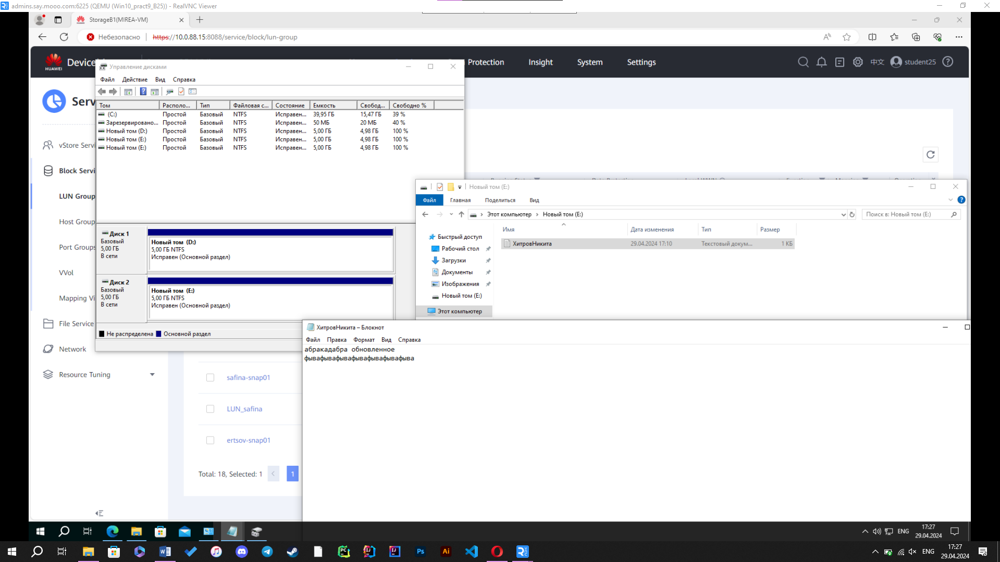 admins.say.mooo.com:6225 (QEMU (Win10_pract9_B25)) - RealVNC Viewer
StorageB1(MIREA-VM)
Небезопасно
https://10.0.88.15:8088/service/block/lun-group
HUAWEI
Protection
Insight
System
Settings
中文
student25
Block Servi
LUN Group
Host Group
Port Groups
VVol
Mapping Vi
File Service
Network
Resource Tuning
Управление дисками
Файл Действие Вид Справка
Том Располо... Тип Файловая с... Состояние Емкость Свобод... Свободно %
(C:) Простой Базовый NTFS Исправен... 39,95 ГБ 15,47 ГБ 39 %
Зарезервировано... Простой Базовый NTFS Исправен... 50 МБ 20 МБ 40 %
Новый том (D:) Простой Базовый NTFS Исправен... 5,00 ГБ 4,98 ГБ 100 %
Новый том (E:) Простой Базовый NTFS Исправен... 5,00 ГБ 4,98 ГБ 100 %
Новый том (E:) Простой Базовый NTFS Исправен... 5,00 ГБ 4,98 ГБ 100 %
Диск 1
Базовый
5,00 ГБ
В сети
Новый том (D:)
5,00 ГБ NTFS
Исправен (Основной раздел)
Диск 2
Базовый
5,00 ГБ
В сети
Новый том (E:)
5,00 ГБ NTFS
Исправен (Основной раздел)
Не распределена Основной раздел
Новый том (E:)
Файл Главная Поделиться Вид
Этот компьютер Новый том (E:)
Поиск в: Новый том (E:)
Имя Дата изменения Тип Размер
ХитровНикита 29.04.2024 17:10 Текстовый докум... 1 КБ
Быстрый доступ
Рабочий стол
Загрузки
Документы
Изображения
Новый том (E:)
Этот компьютер
ХитровНикита – Блокнот
Файл Правка Формат Вид Справка
абракадабра обновленное
фывафывафывафывафывафывафыва
safina-snap01
LUN_safina
ertsov-snap01
Total: 18, Selected: 1
1
ENG
17:27
29.04.2024
ENG
17:27
29.04.2024